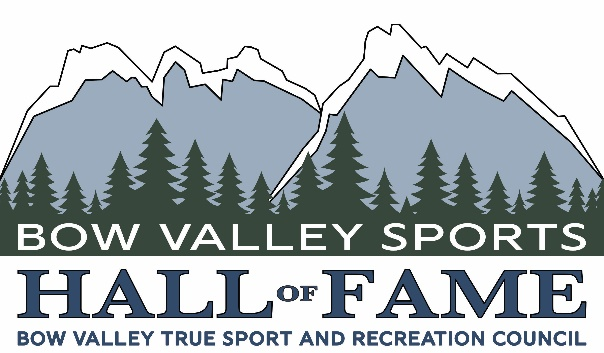 BOW VALLEY SPORTS
HALL OF FAME
BOW VALLEY TRUE SPORT AND RECREATION COUNCIL